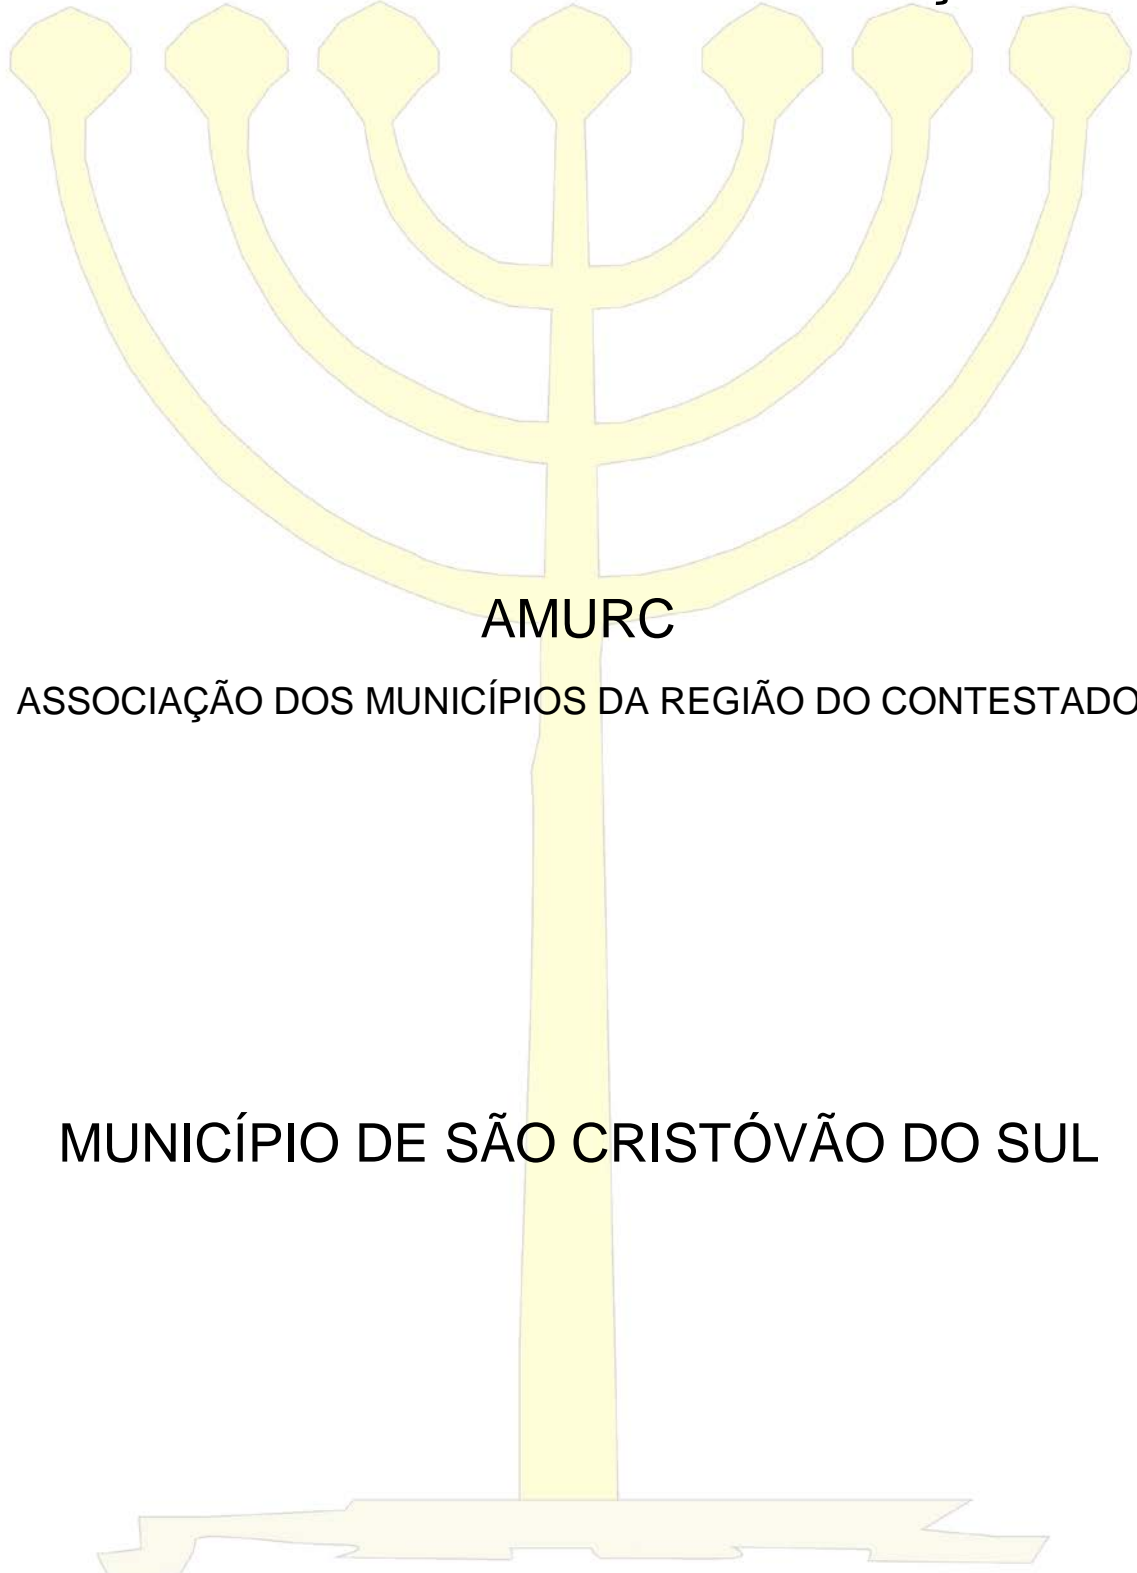 AMURC
ASSOCIAÇÃO DOS MUNICÍPIOS DA REGIÃO DO CONTESTADO
MUNICÍPIO DE SÃO CRISTÓVÃO DO SUL